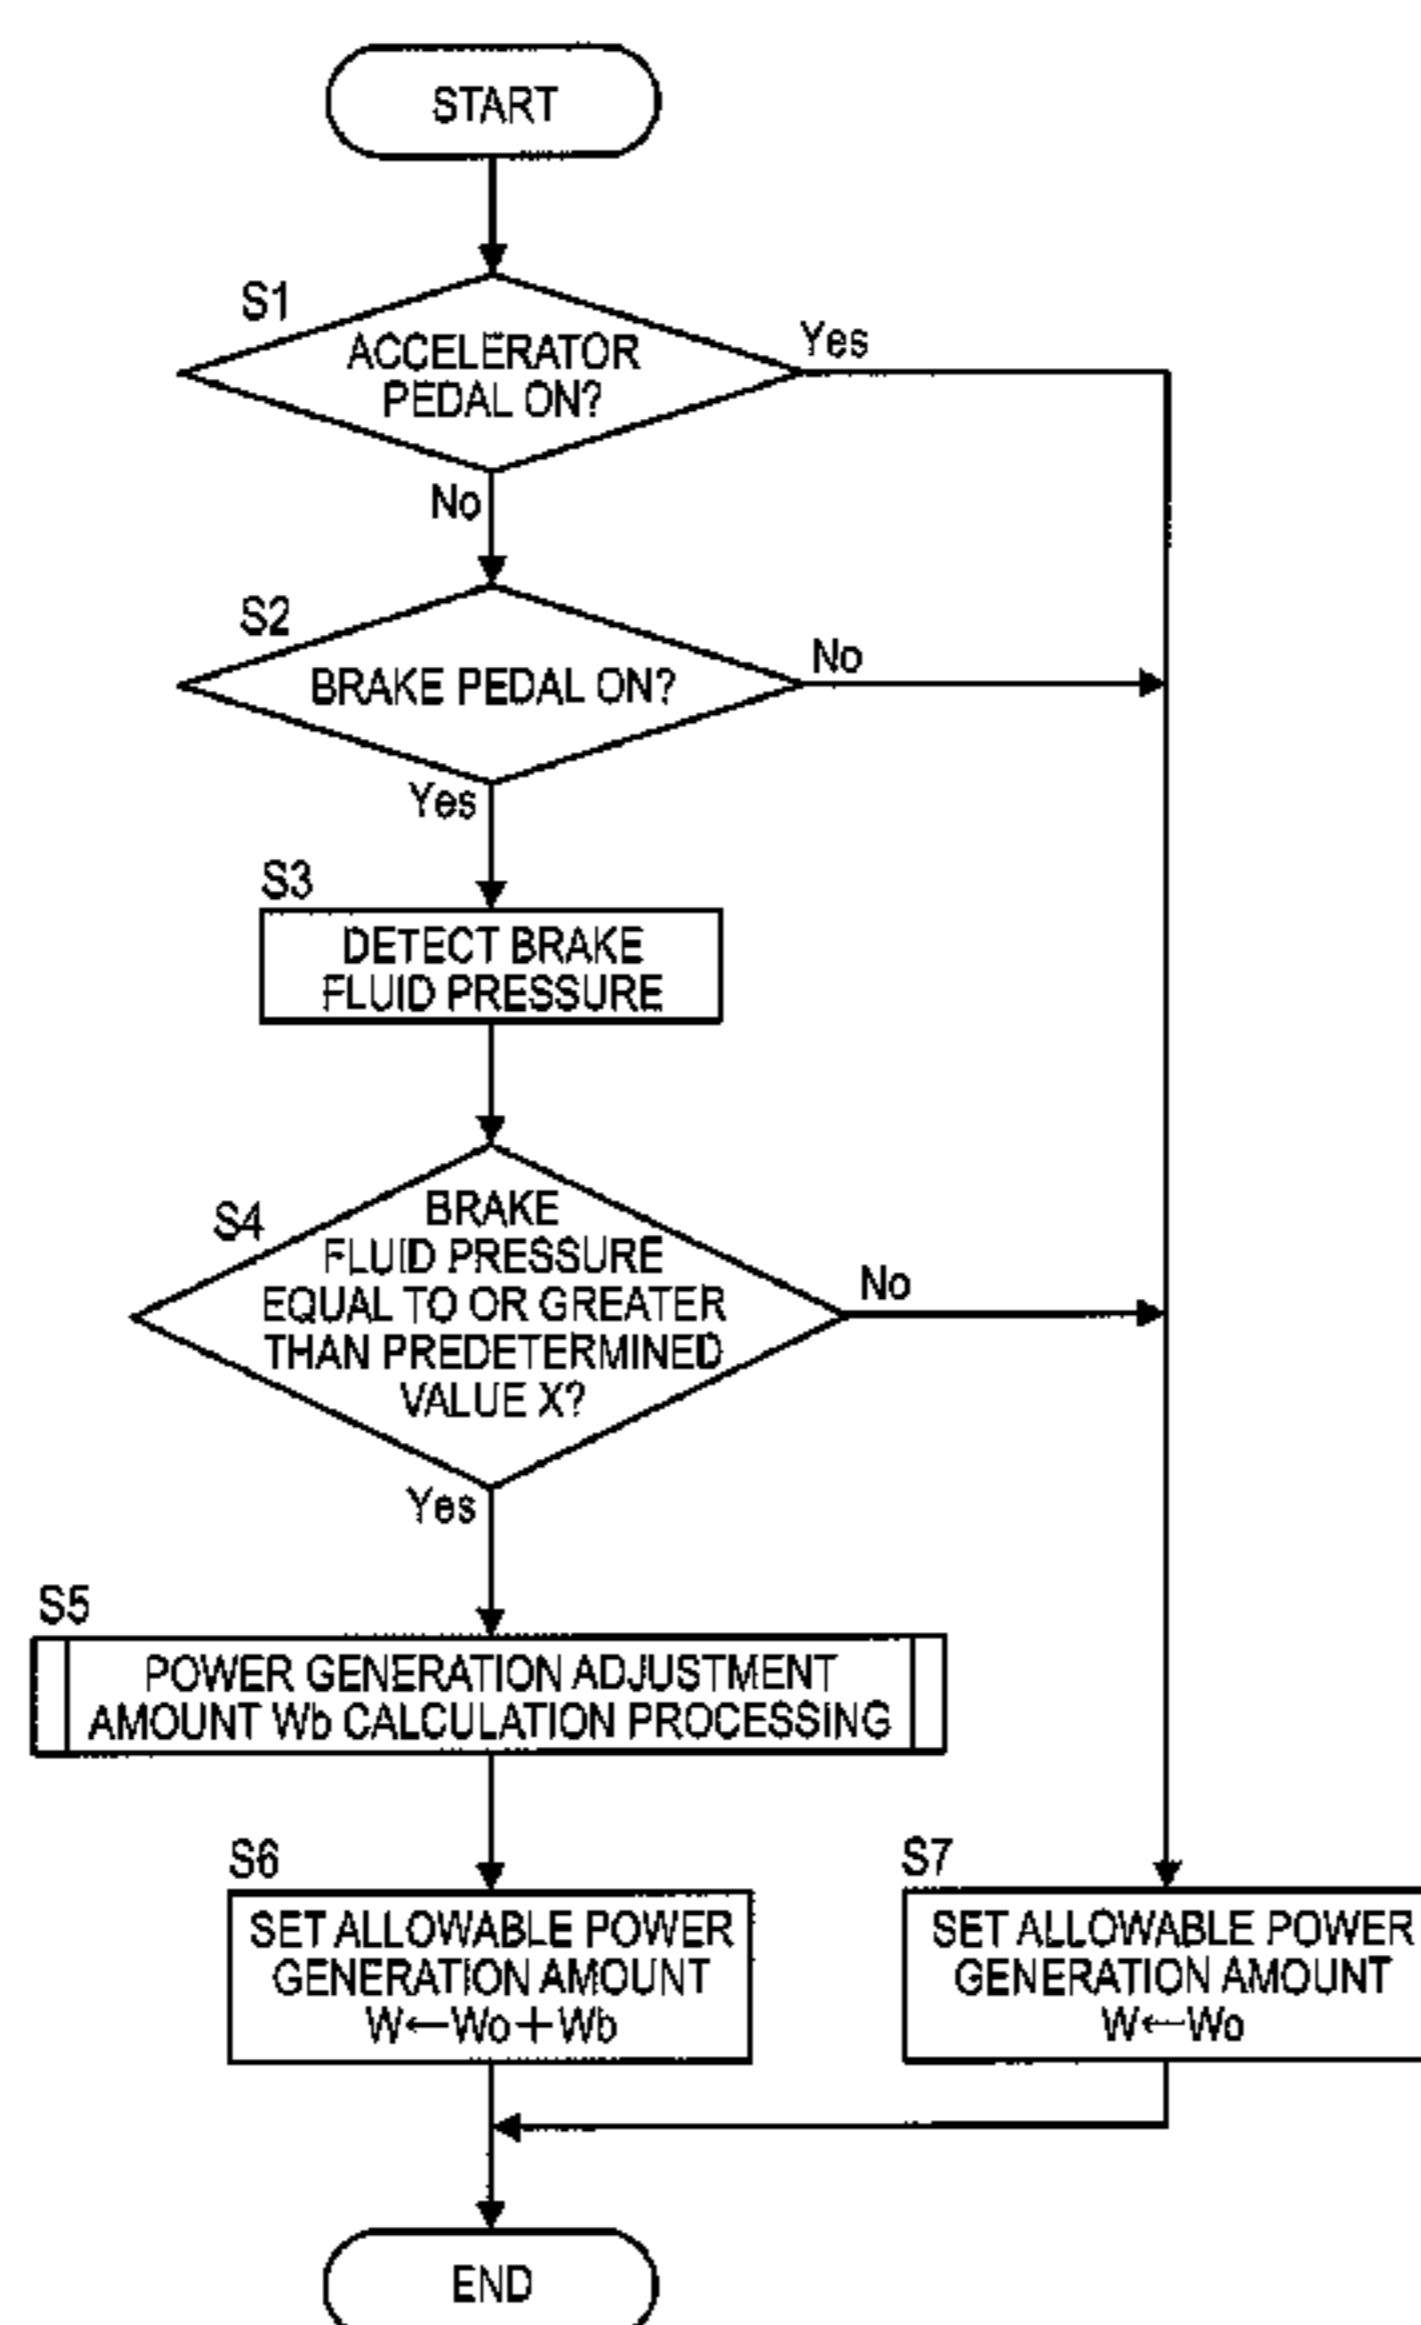 START
S1
ACCELERATOR
PEDAL ON?
Yes
No
S2
BRAKE PEDAL ON?
No
Yes
S3
DETECT BRAKE
FLUID PRESSURE
S4
BRAKE
FLUID PRESSURE
EQUAL TO OR GREATER
THAN PREDETERMINED
VALUE X?
No
Yes
S5
POWER GENERATION ADJUSTMENT
AMOUNT Wb CALCULATION PROCESSING
S6
SET ALLOWABLE POWER
GENERATION AMOUNT
W←Wo+Wb
S7
SET ALLOWABLE POWER
GENERATION AMOUNT
W←Wo
END